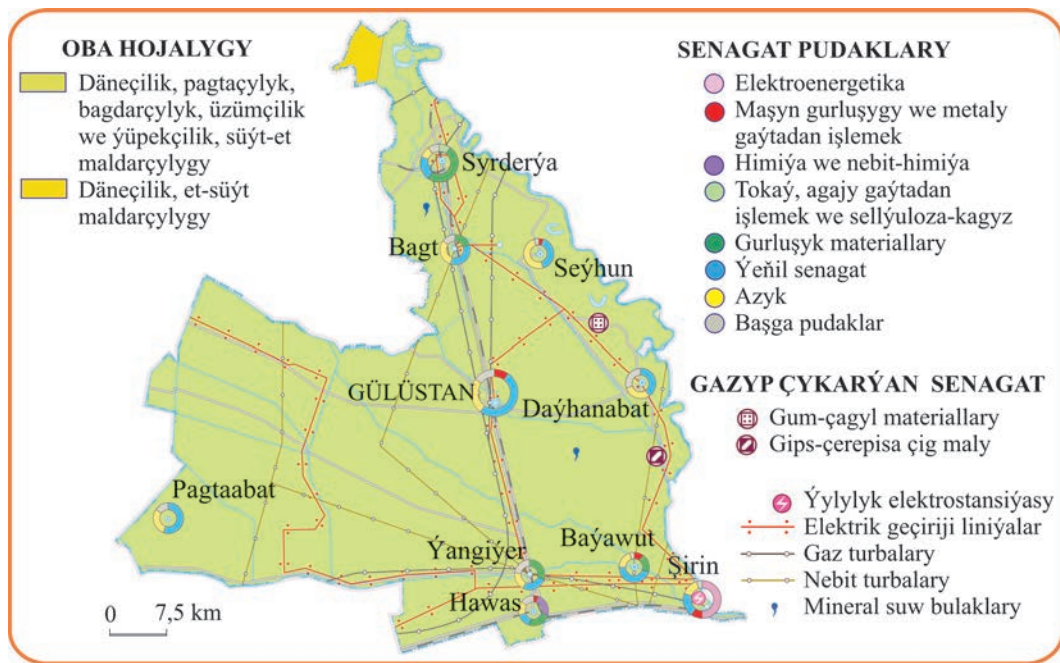 OBA HOJALYGY
Däneçilik, pagtaçylyk,
bagdarçylyk, üzümçilik
we ýüpekçilik, süýt-et
maldarçylygy
Däneçilik, et-süýt
maldarçylygy
SENAGAT PUDAKLARY
Elektroenergetika
Maşyn gurluşygy we metaly
gaýtadan işlemek
Himiýa we nebit-himiýa
Tokaý, agajy gaýtadan
işlemek we sellýuloza-kagyz
Gurluşyk materiallary
Ýeňil senagat
Azyk
Başga pudaklar
GAZYP ÇYKARÝAN SENAGAT
Gum-çagyl materiallary
Gips-çerepisa çig maly
Ýylylyk elektrostansiýasy
Elektrik geçiriji liniýalar
Gaz turbalary
Nebit turbalary
Mineral suw bulaklary
Syrderýa
Bagt
Seýhun
GÜLÜSTAN
Daýhanabat
Pagtaabat
Ýangiýer
Baýawut
Şirin
Hawas
0 7,5 km